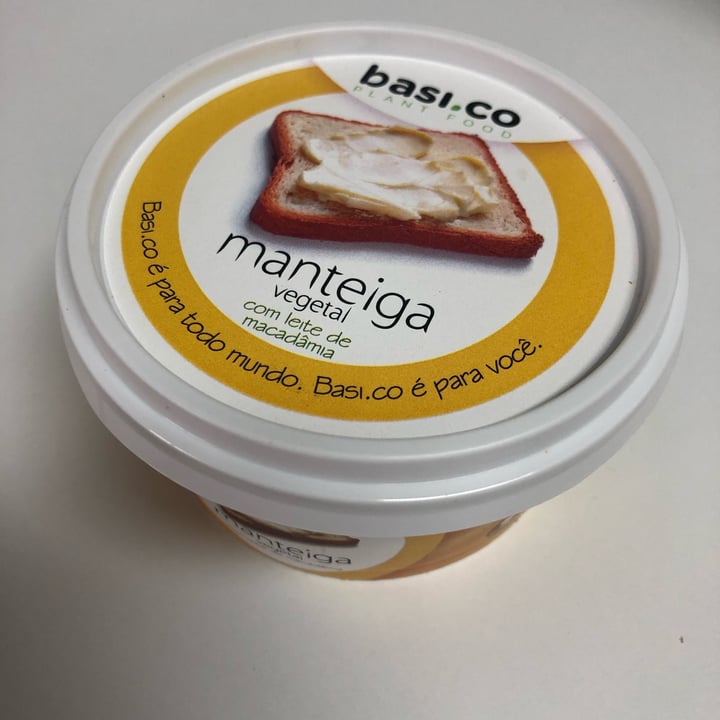 basi.co
PLANT FOOD
manteiga
vegetal
com leite de
macadâmia
Basi.co é para todo mundo. Basi.co é para você.
manteiga
vegetal